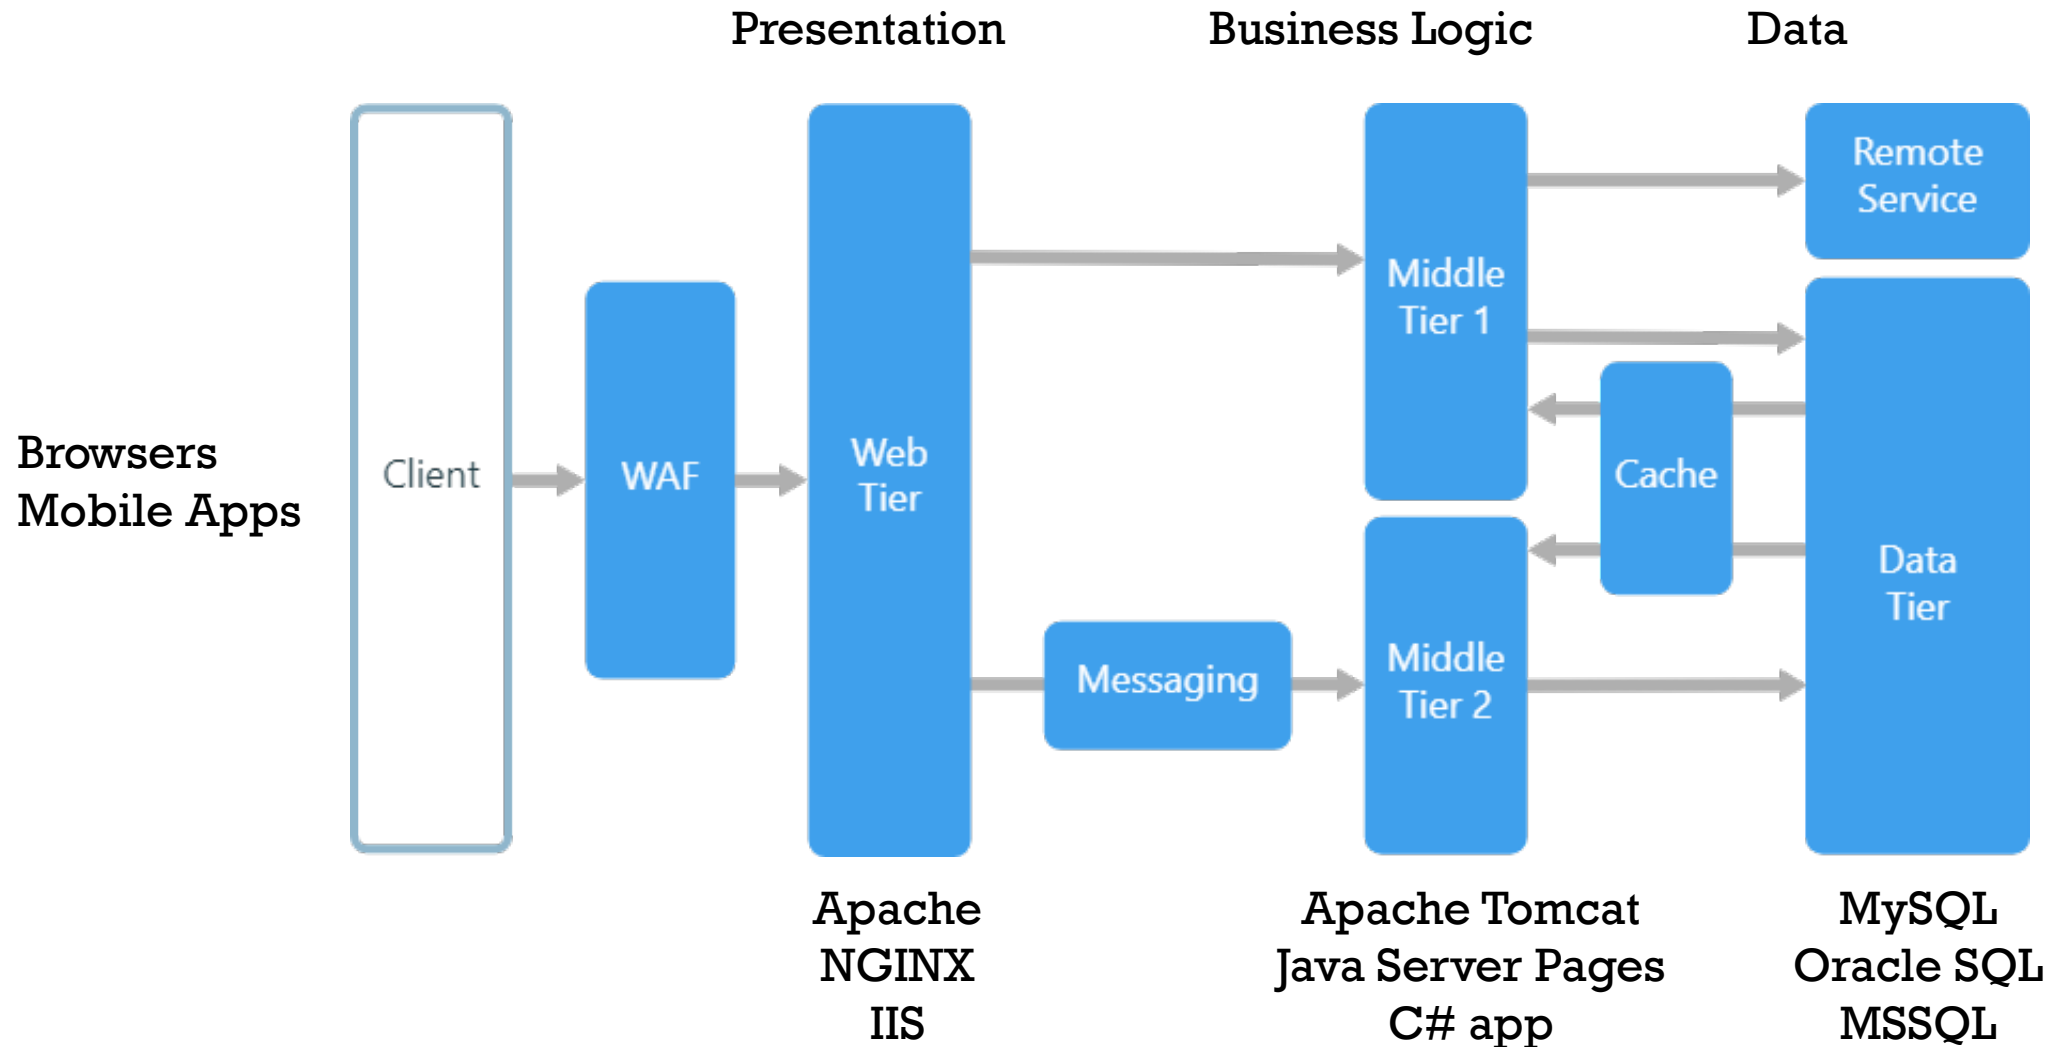 Presentation
Business Logic
Data
Browsers
Mobile Apps
Client
WAF
Web
Tier
Messaging
Middle
Tier 1
Middle
Tier 2
Cache
Remote
Service
Data
Tier
Apache
NGINX
IIS
Apache Tomcat
Java Server Pages
C# app
MySQL
Oracle SQL
MSSQL